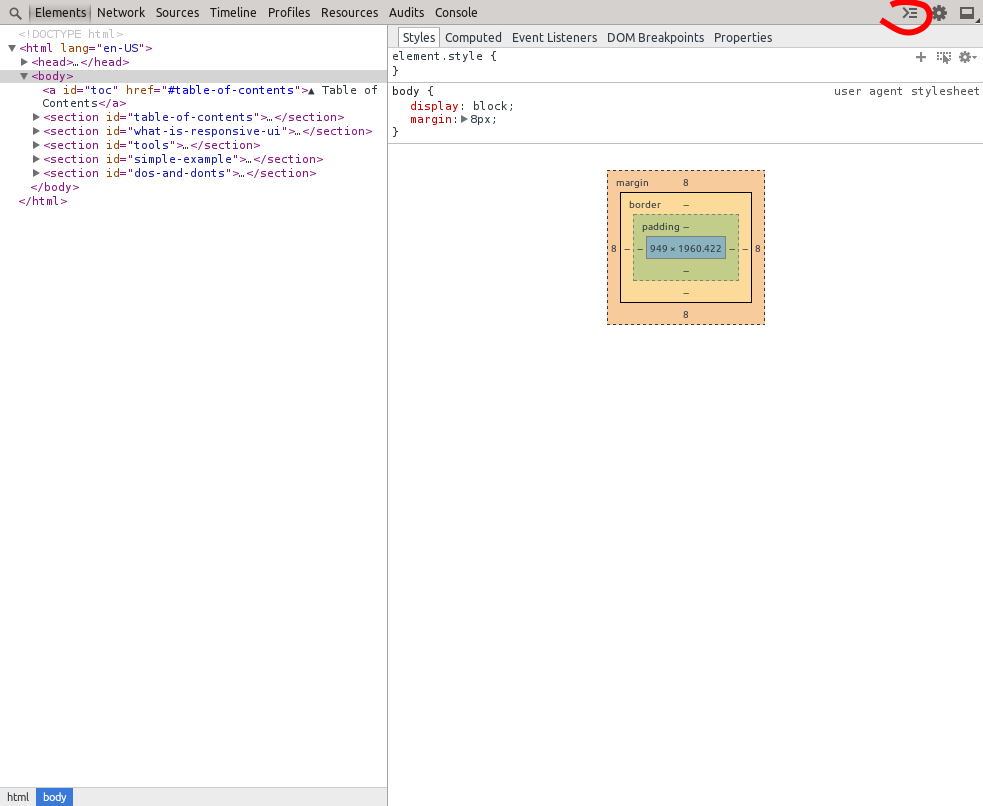 Elements Network Sources Timeline Profiles Resources Audits Console
<!DOCTYPE html>
▼<html lang="en-US">
▶<head>…</head>
▼<body>
<a id="toc" href="#table-of-contents">▲ Table of
Contents</a>
▶<section id="table-of-contents">…</section>
▶<section id="what-is-responsive-ui">…</section>
▶<section id="tools">…</section>
▶<section id="simple-example">…</section>
▶<section id="dos-and-donts">…</section>
</body>
</html>
html body
Styles Computed Event Listeners DOM Breakpoints Properties
element.style {
}
body { user agent stylesheet
display: block;
margin:▶8px;
}
margin 8
border –
padding –
8 – – 949 × 1960.422 – – 8
–
–
8